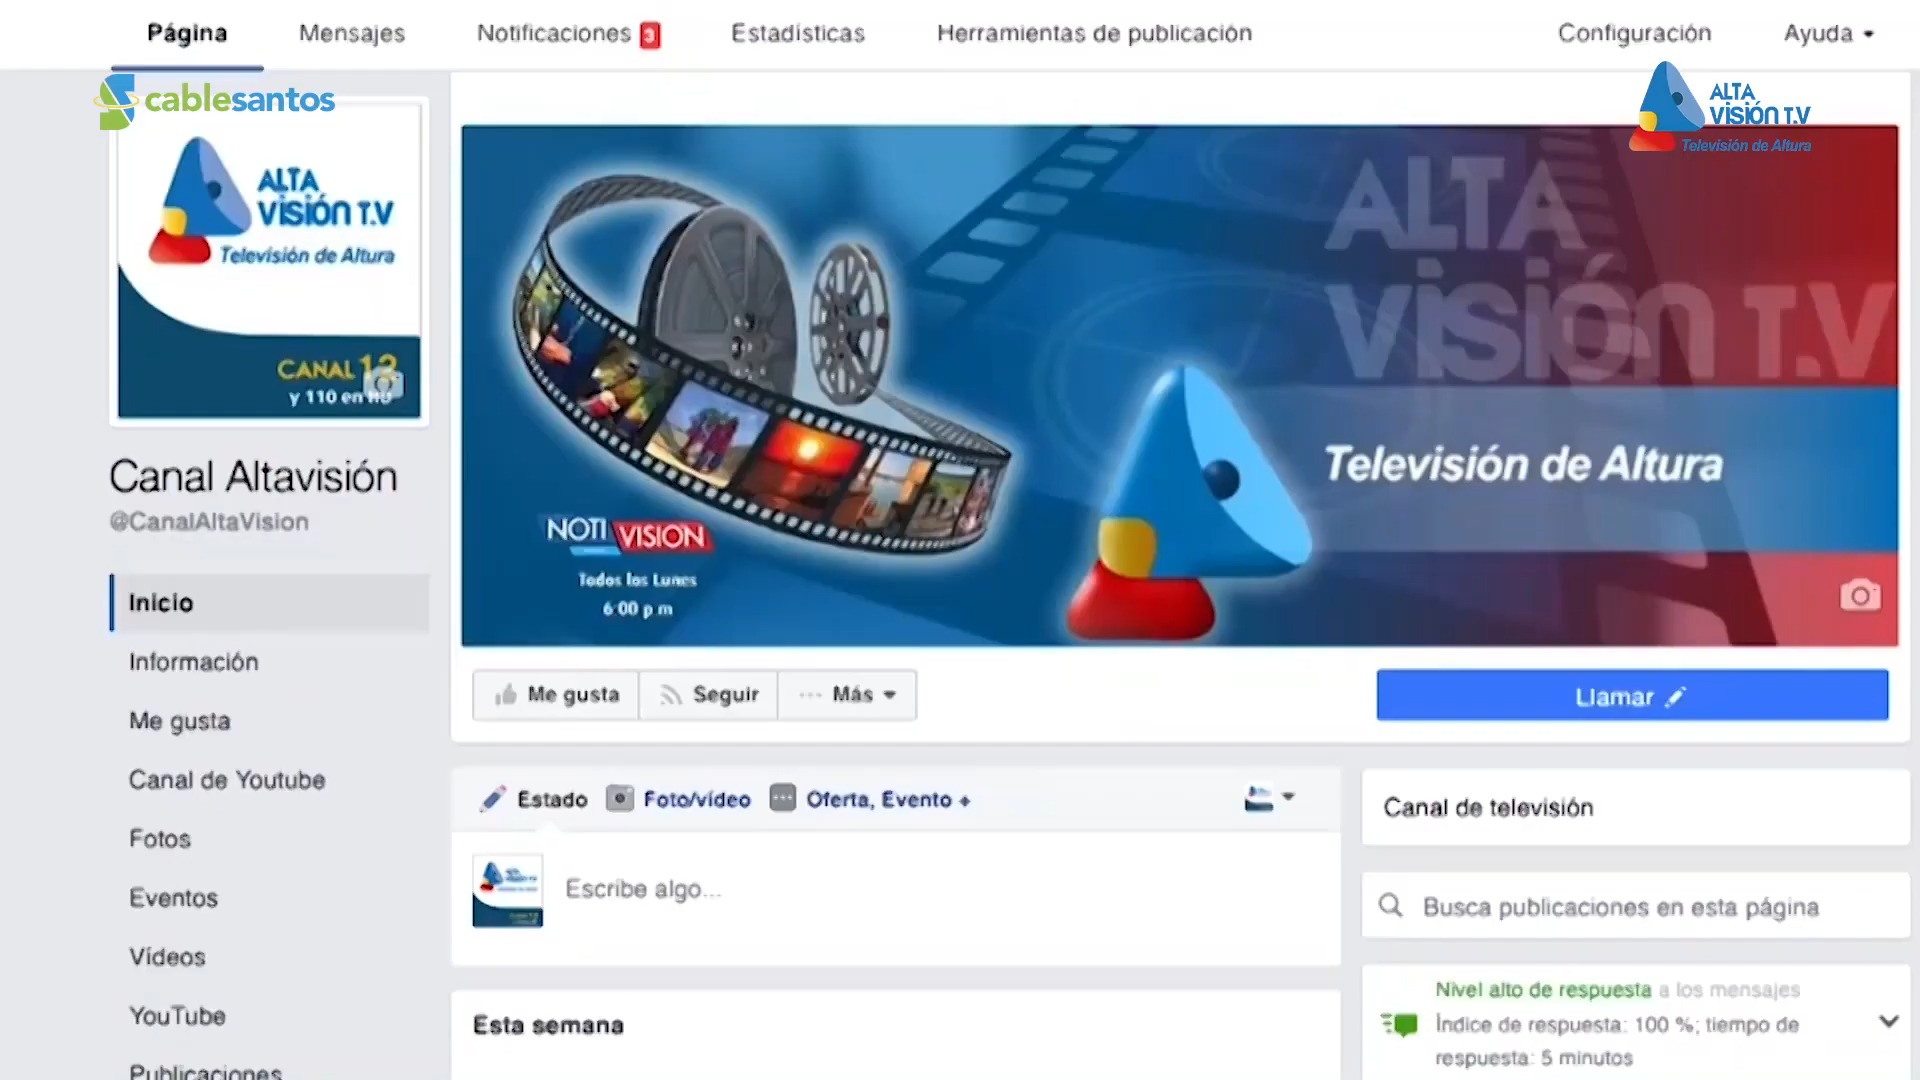 Página
Mensajes
Notificaciones 3
Estadísticas
Herramientas de publicación
Configuración
Ayuda
cablesantos
ALTA
VISIÓN T.V
Televisión de Altura
ALTA
VISIÓN T.V
Televisión de Altura
CANAL 13
y 110 en HD
Canal Altavisión
@CanalAltaVision
Inicio
Información
Me gusta
Canal de Youtube
Fotos
Eventos
Vídeos
YouTube
Publicaciones
ALTA
VISIÓN T.V
Televisión de Altura
NOTI VISION
Todos los Lunes
6:00 p m
Me gusta
Seguir
Más
Llamar
Estado
Foto/vídeo
Oferta, Evento +
Escribe algo...
Esta semana
Canal de televisión
Busca publicaciones en esta página
Nivel alto de respuesta a los mensajes
Índice de respuesta: 100 %; tiempo de
respuesta: 5 minutos